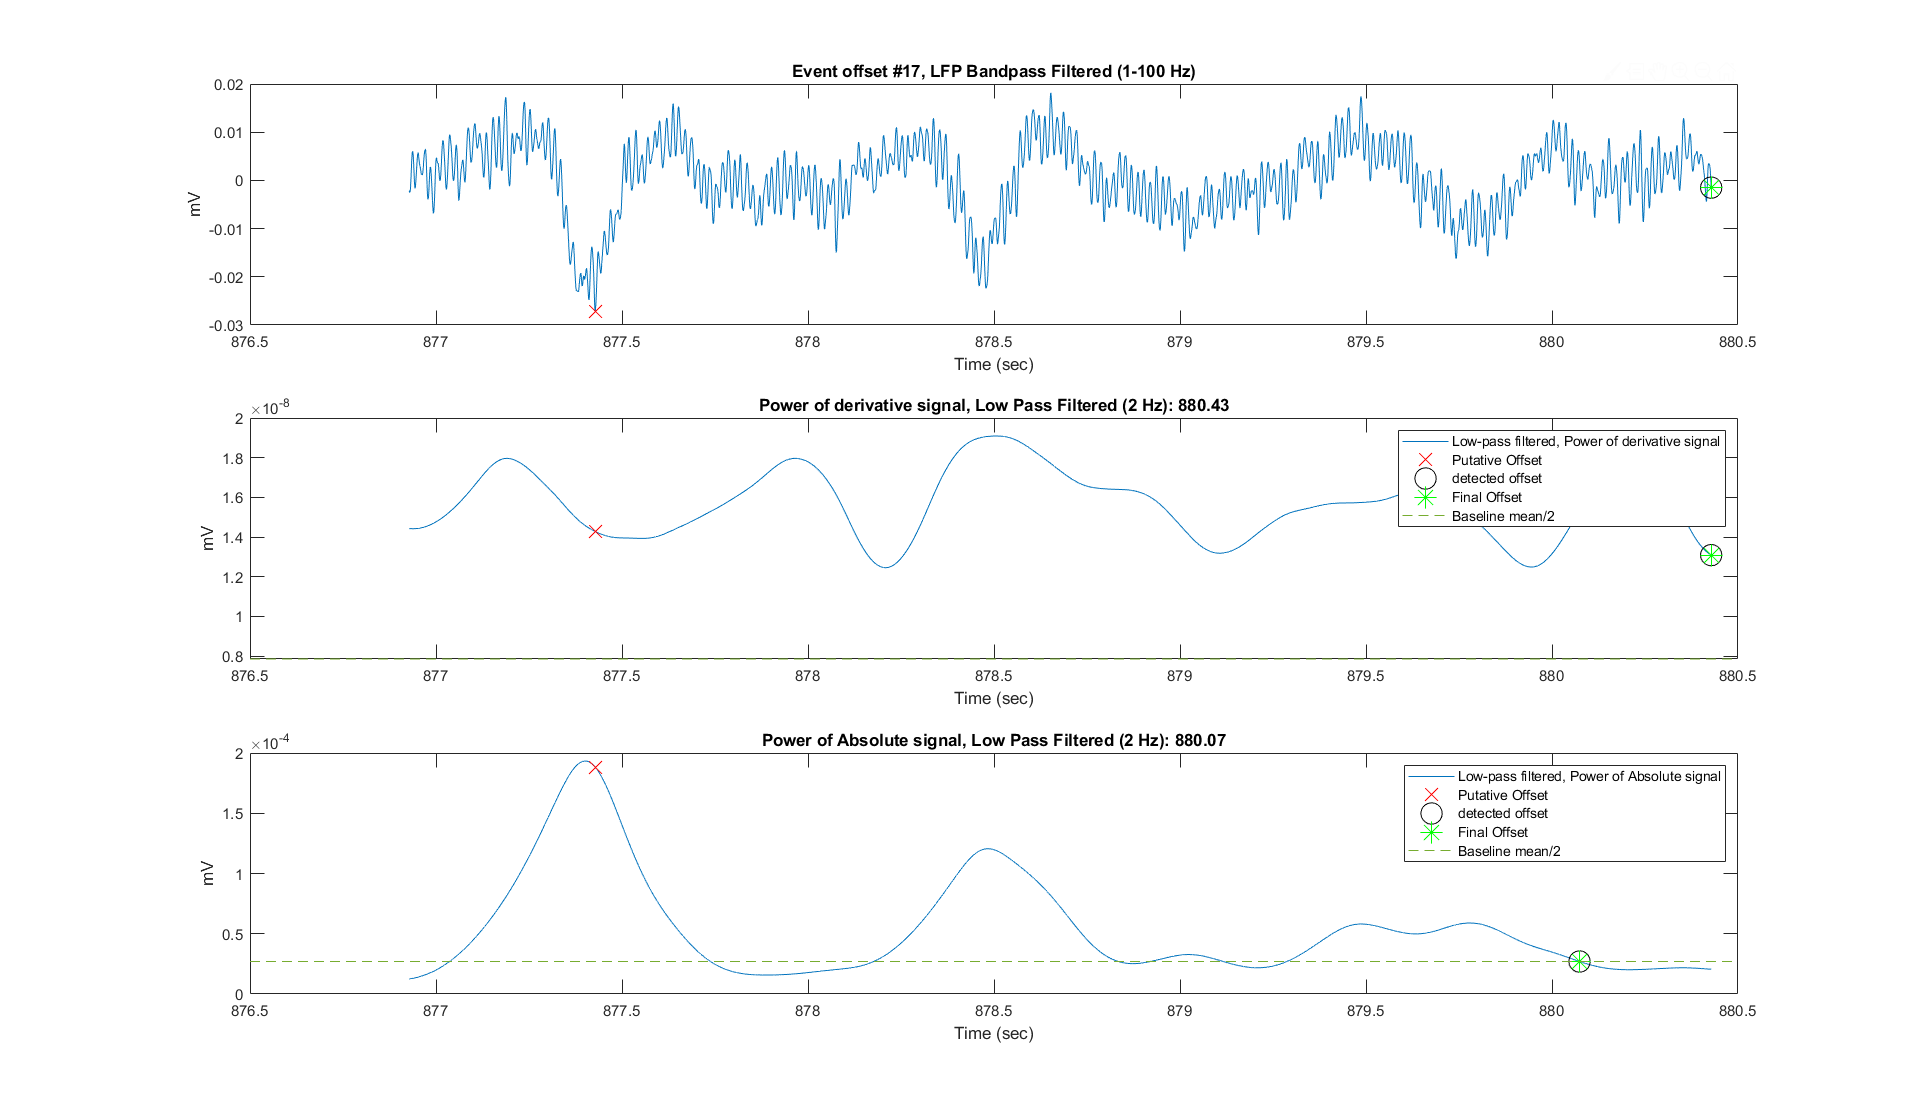 Event offset #17, LFP Bandpass Filtered (1-100 Hz)
0.02
0.01
0
-0.01
-0.02
-0.03
mV
876.5 877 877.5 878 878.5 879 879.5 880 880.5
Time (sec)
Power of derivative signal, Low Pass Filtered (2 Hz): 880.43
×10-8
2
1.8
1.6
1.4
1.2
1
0.8
mV
Low-pass filtered, Power of derivative signal
Putative Offset
detected offset
Final Offset
Baseline mean/2
876.5 877 877.5 878 878.5 879 879.5 880 880.5
Time (sec)
Power of Absolute signal, Low Pass Filtered (2 Hz): 880.07
×10-4
2
1.5
1
0.5
0
mV
Low-pass filtered, Power of Absolute signal
Putative Offset
detected offset
Final Offset
Baseline mean/2
876.5 877 877.5 878 878.5 879 879.5 880 880.5
Time (sec)